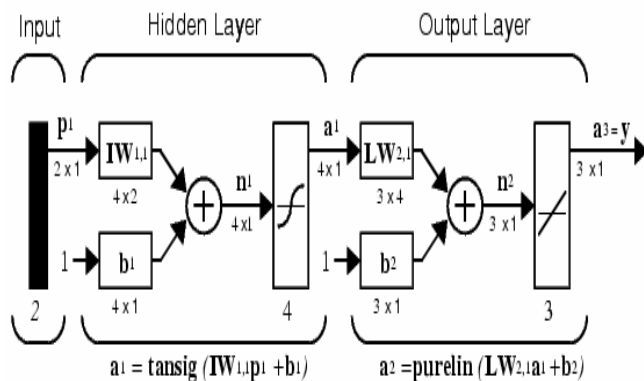 Input Hidden Layer Output Layer
p1 a1 a3 = y
2 x 1 IW1,1 4 x 1 LW2,1 3 x 1
n1 n2
4 x 2 4 x 1 3 x 4 3 x 1
1 b1 1 b2
2 4 x 1 4 3 x 1 3
a1 = tansig (IW1,1p1 + b1) a2 = purelin (LW2,1a1 + b2)